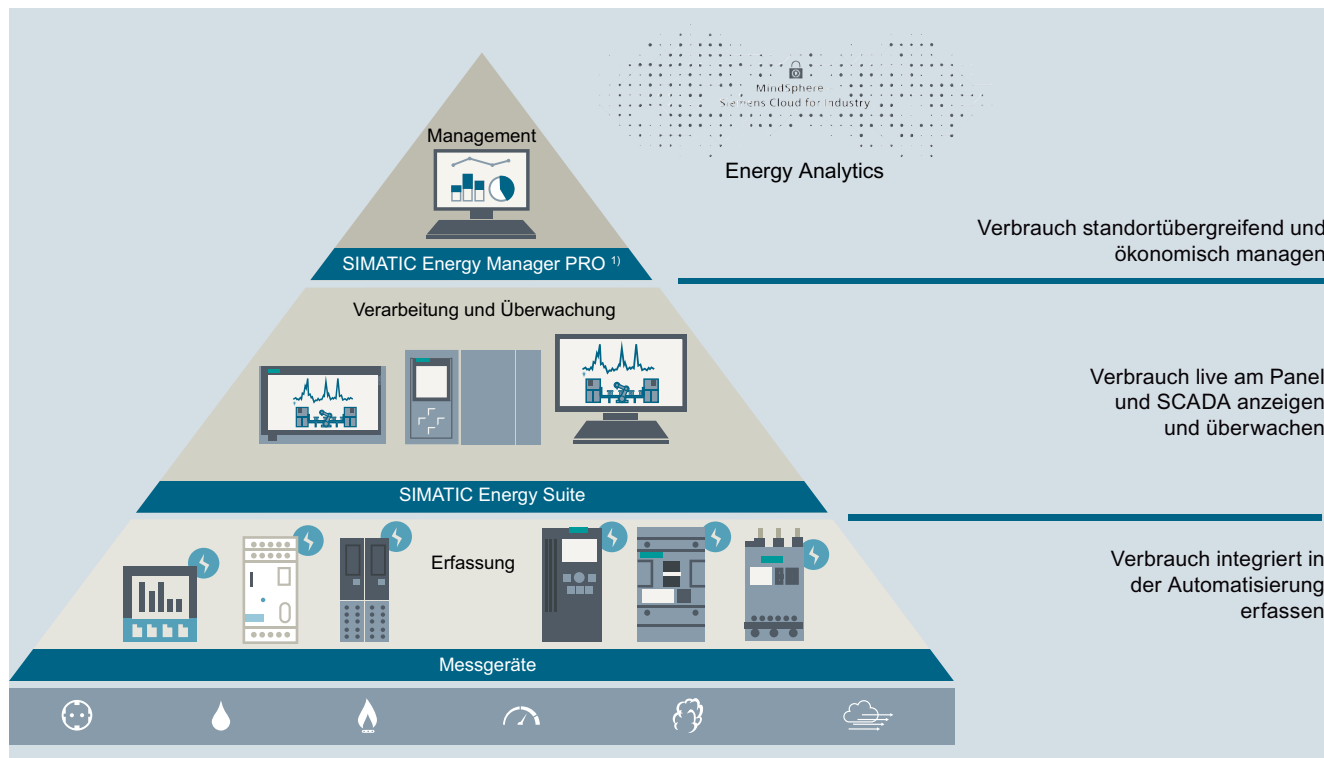 MindSphere
Siemens Cloud for Industry
Energy Analytics
Management
SIMATIC Energy Manager PRO 1)
Verbrauch standortübergreifend und
ökonomisch managen
Verarbeitung und Überwachung
SIMATIC Energy Suite
Verbrauch live am Panel
und SCADA anzeigen
und überwachen
Erfassung
Messgeräte
Verbrauch integriert in
der Automatisierung
erfassen